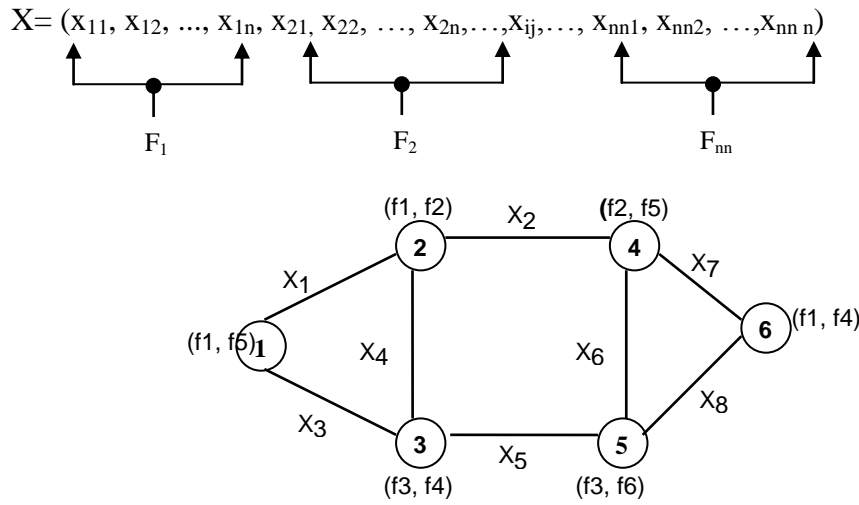 X= (x11, x12, ..., x1n, x21, x22, …, x2n,…,xij,…, xnn1, xnn2, …,xnn n)
F1 F2 Fnn
(f1, f2) X2 (f2, f5)
2 4
X1 X7
(f1, f5) 1 X4 X6 6 (f1, f4)
X3 X8
3 X5 5
(f3, f4) (f3, f6)